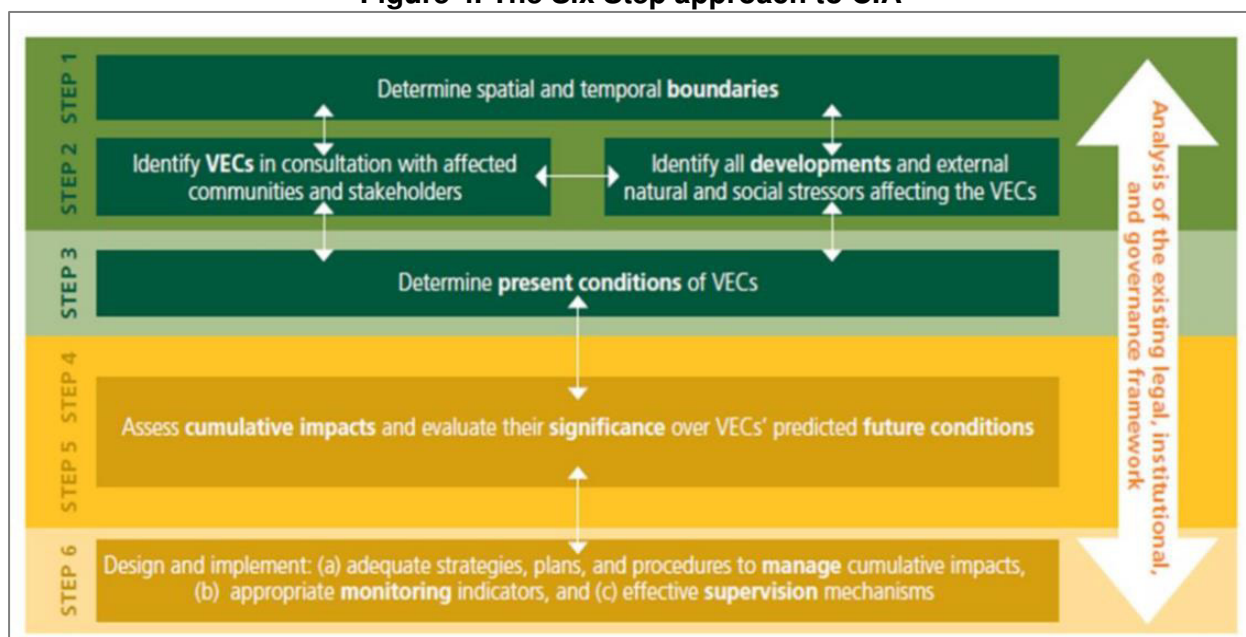 Figure 4. The Six Step approach to CIA
STEP 1
Determine spatial and temporal boundaries
STEP 2
Identify VECs in consultation with affected
communities and stakeholders
Identify all developments and external
natural and social stressors affecting the VECs
STEP 3
Determine present conditions of VECs
STEP 4
STEP 5
Assess cumulative impacts and evaluate their significance over VECs' predicted future conditions
STEP 6
Design and implement: (a) adequate strategies, plans, and procedures to manage cumulative impacts,
(b) appropriate monitoring indicators, and (c) effective supervision mechanisms
Analysis of the existing legal, institutional,
and governance framework